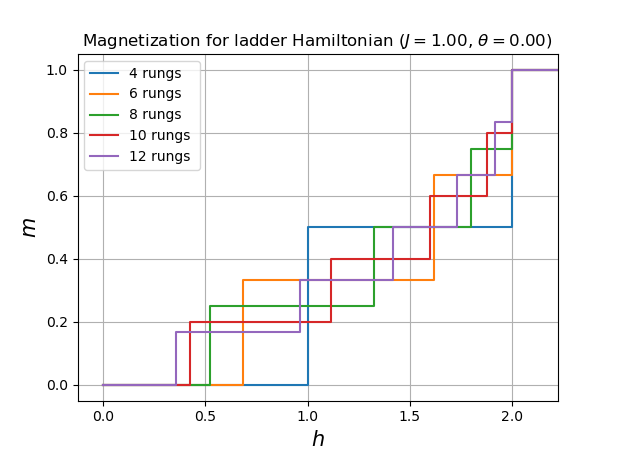 Magnetization for ladder Hamiltonian (J = 1.00, θ = 0.00)
4 rungs
6 rungs
8 rungs
10 rungs
12 rungs
1.0
0.8
0.6
0.4
0.2
0.0
m
0.0 0.5 1.0 1.5 2.0
h